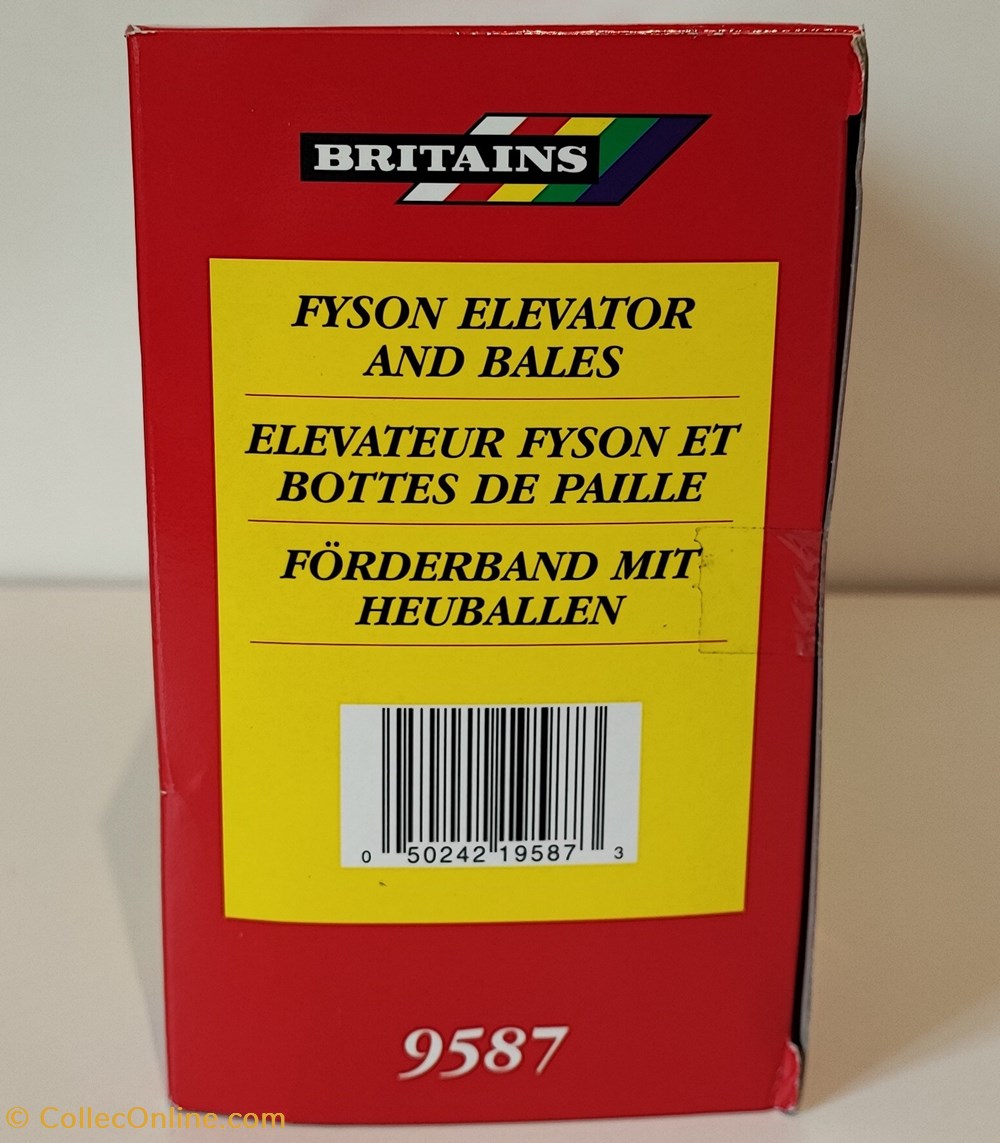 BRITAINS
FYSON ELEVATOR
AND BALES
ELEVATEUR FYSON ET
BOTTES DE PAILLE
FÖRDERBAND MIT
HEUBALLEN
0 50242 19587 3
9587
© CollecOnline.com